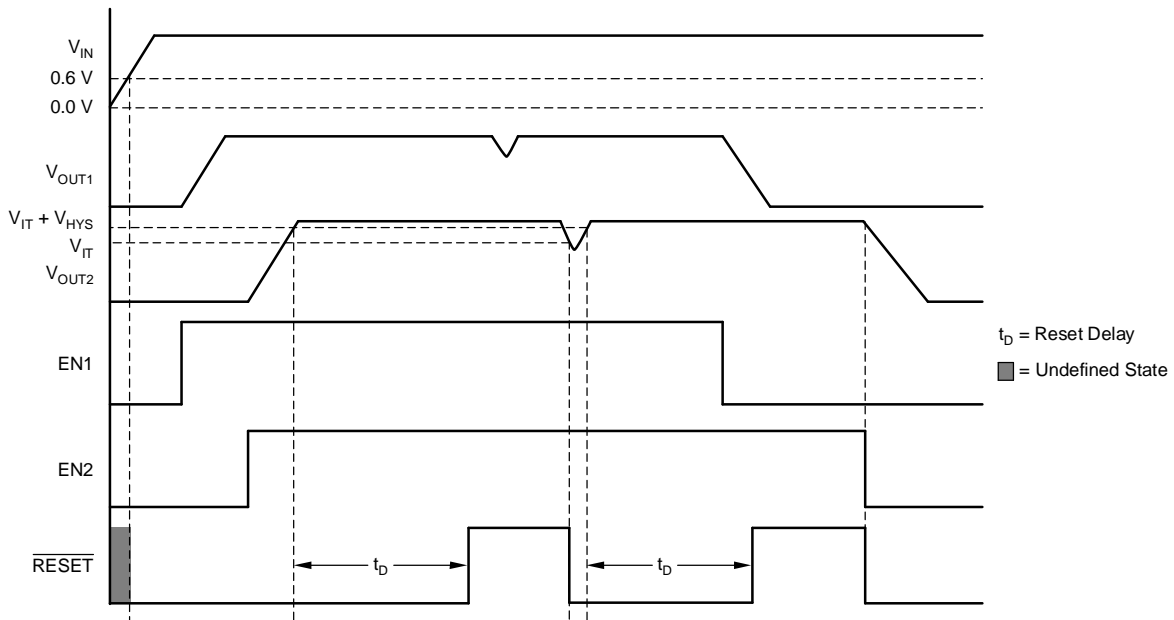 V_IN
0.6 V
0.0 V
V_OUT1
V_IT + V_HYS
V_IT
V_OUT2
EN1
t_D = Reset Delay
= Undefined State
EN2
RESET
t_D
t_D